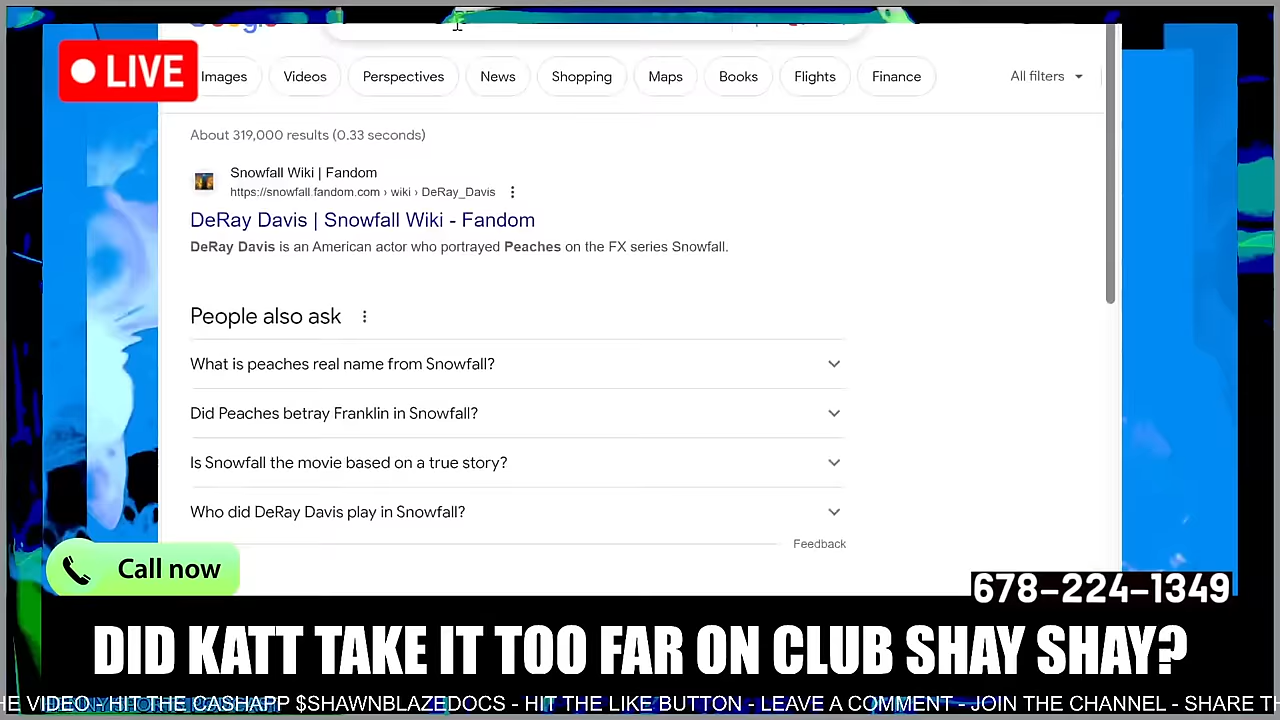 LIVE
Images Videos Perspectives News Shopping Maps Books Flights Finance All filters
About 319,000 results (0.33 seconds)
Snowfall Wiki | Fandom
https://snowfall.fandom.com › wiki › DeRay_Davis
DeRay Davis | Snowfall Wiki - Fandom
DeRay Davis is an American actor who portrayed Peaches on the FX series Snowfall.
People also ask
What is peaches real name from Snowfall?
Did Peaches betray Franklin in Snowfall?
Is Snowfall the movie based on a true story?
Who did DeRay Davis play in Snowfall?
Feedback
Call now
678-224-1349
DID KATT TAKE IT TOO FAR ON CLUB SHAY SHAY?
HE VIDEO - HIT THE CASHAPP $SHAWNBLAZEDOCS - HIT THE LIKE BUTTON - LEAVE A COMMENT - JOIN THE CHANNEL - SHARE T